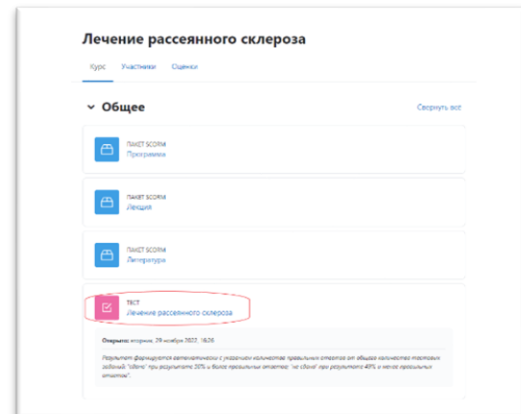 Лечение рассеянного склероза
Курс Участники Оценки
Общее Свернуть всё
ПАКЕТ SCORM
Программа
ПАКЕТ SCORM
Лекция
ПАКЕТ SCORM
Литература
ТЕСТ
Лечение рассеянного склероза
Открыто: вторник, 29 ноября 2022, 16:26
Результат формируется автоматически с указанием количества правильных ответов от общего количества тестовых
заданий: "сдано" при результате 50% и более правильных ответов; "не сдано" при результате 49% и менее правильных
ответов".